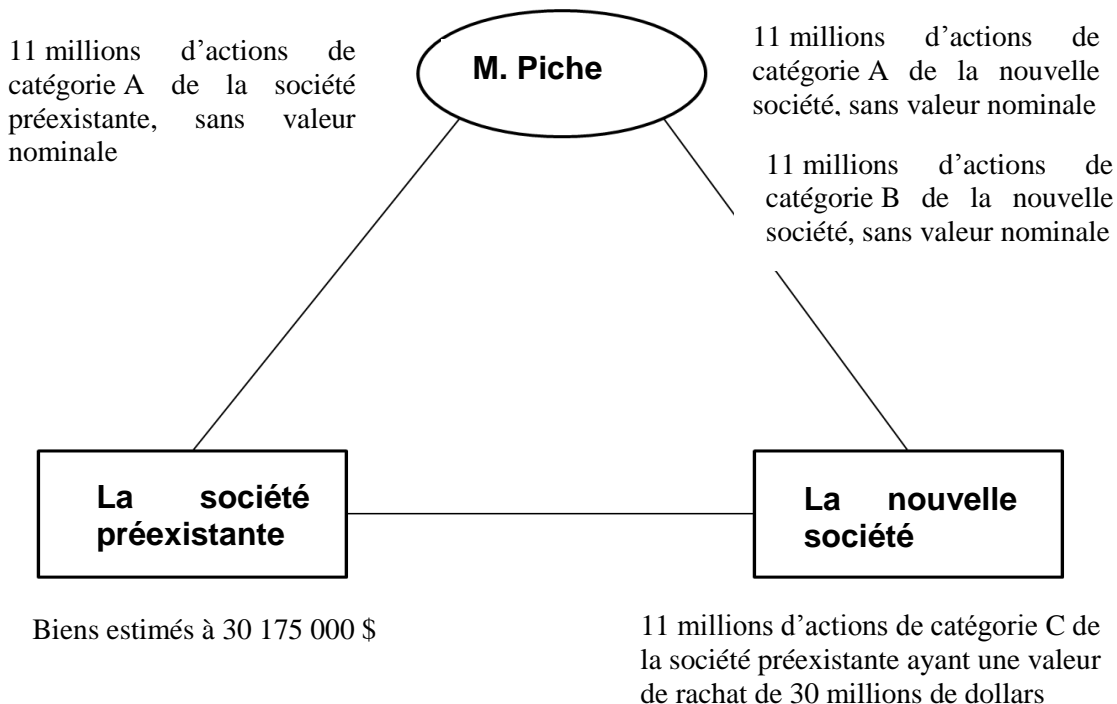 11 millions d’actions de
catégorie A de la société
préexistante, sans valeur
nominale
M. Piche
11 millions d’actions de
catégorie A de la nouvelle
société, sans valeur nominale
11 millions d’actions de
catégorie B de la nouvelle
société, sans valeur nominale
La société
préexistante
La nouvelle
société
Biens estimés à 30 175 000 $
11 millions d’actions de catégorie C de
la société préexistante ayant une valeur
de rachat de 30 millions de dollars